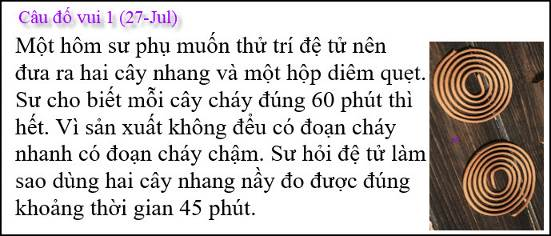 Câu đố vui 1 (27-Jul)
Một hôm sư phụ muốn thử trí đệ tử nên
đưa ra hai cây nhang và một hộp diêm quẹt.
Sư cho biết mỗi cây cháy đúng 60 phút thì
hết. Vì sản xuất không đểu có đoạn cháy
nhanh có đoạn cháy chậm. Sư hỏi đệ tử làm
sao dùng hai cây nhang nầy đo được đúng
khoảng thời gian 45 phút.